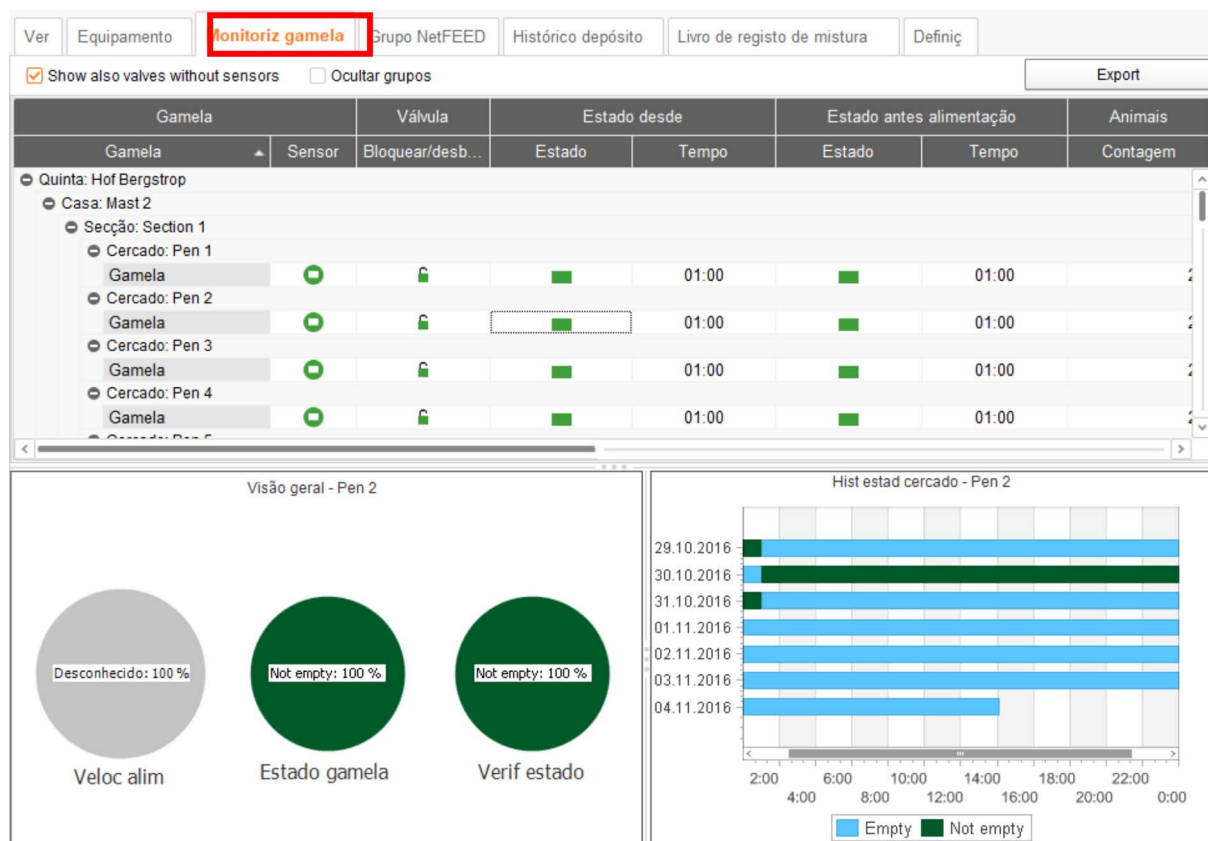 Ver Equipamento Monitoriz gamela Grupo NetFEED Histórico depósito Livro de registo de mistura Definiç
Show also valves without sensors Ocultar grupos Export
Gamela Válvula Estado desde Estado antes alimentação Animais
Gamela Sensor Bloquear/desb... Estado Tempo Estado Tempo Contagem
Quinta: Hof Bergstrop
Casa: Mast 2
Secção: Section 1
Cercado: Pen 1
Gamela 01:00 01:00
Cercado: Pen 2
Gamela 01:00 01:00
Cercado: Pen 3
Gamela 01:00 01:00
Cercado: Pen 4
Gamela 01:00 01:00
Visão geral - Pen 2
Desconhecido: 100 % Not empty: 100 % Not empty: 100 %
Veloc alim Estado gamela Verif estado
Hist estad cercado - Pen 2
29.10.2016
30.10.2016
31.10.2016
01.11.2016
02.11.2016
03.11.2016
04.11.2016
2:00 6:00 10:00 14:00 18:00 22:00
4:00 8:00 12:00 16:00 20:00 0:00
Empty Not empty